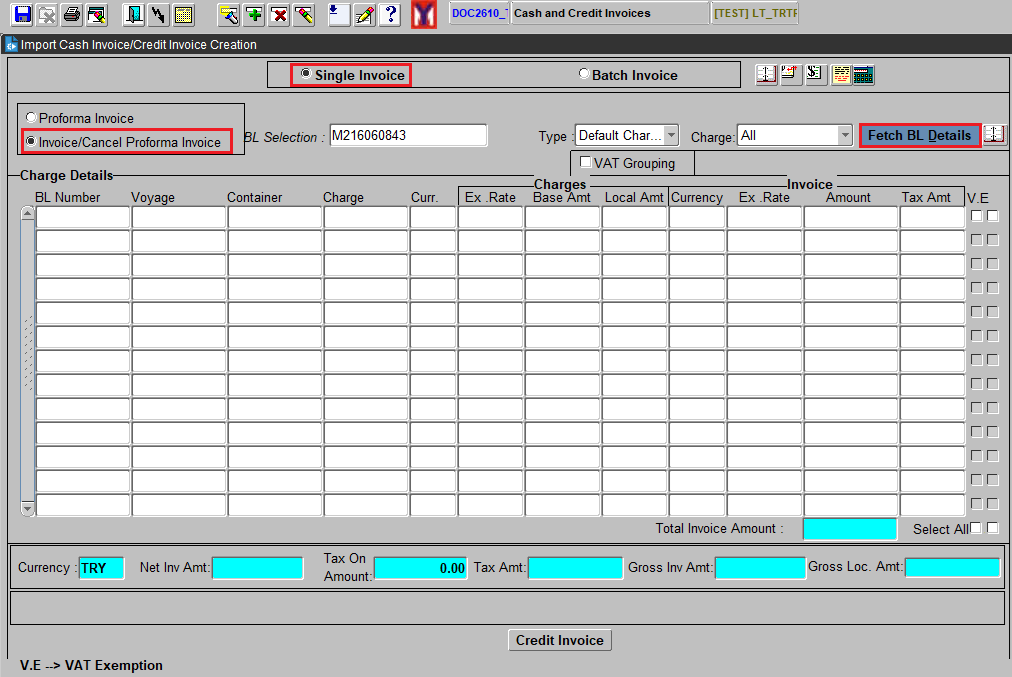 DOC2610_ Cash and Credit Invoices [TEST] LT_TRTR
Import Cash Invoice/Credit Invoice Creation
Single Invoice Batch Invoice
Proforma Invoice
Invoice/Cancel Proforma Invoice
BL Selection : M216060843 Type : Default Char... Charge: All Fetch BL Details
VAT Grouping
Charge Details
Charges Invoice
BL Number Voyage Container Charge Curr. Ex .Rate Base Amt Local Amt Currency Ex .Rate Amount Tax Amt V.E
Total Invoice Amount : Select All
Currency : TRY Net Inv Amt: Tax On Amount: 0.00 Tax Amt: Gross Inv Amt: Gross Loc. Amt:
Credit Invoice
V.E --> VAT Exemption